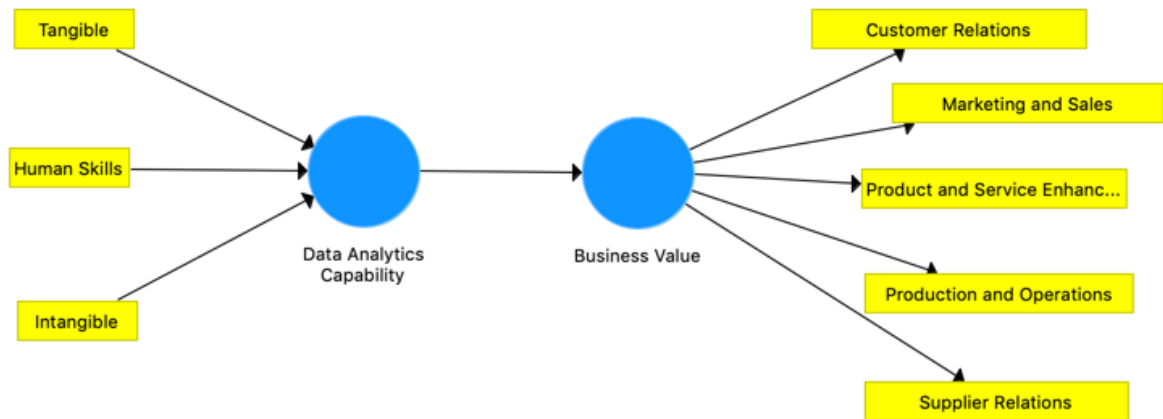 Tangible
Human Skills
Intangible
Data Analytics
Capability
Business Value
Customer Relations
Marketing and Sales
Product and Service Enhanc...
Production and Operations
Supplier Relations